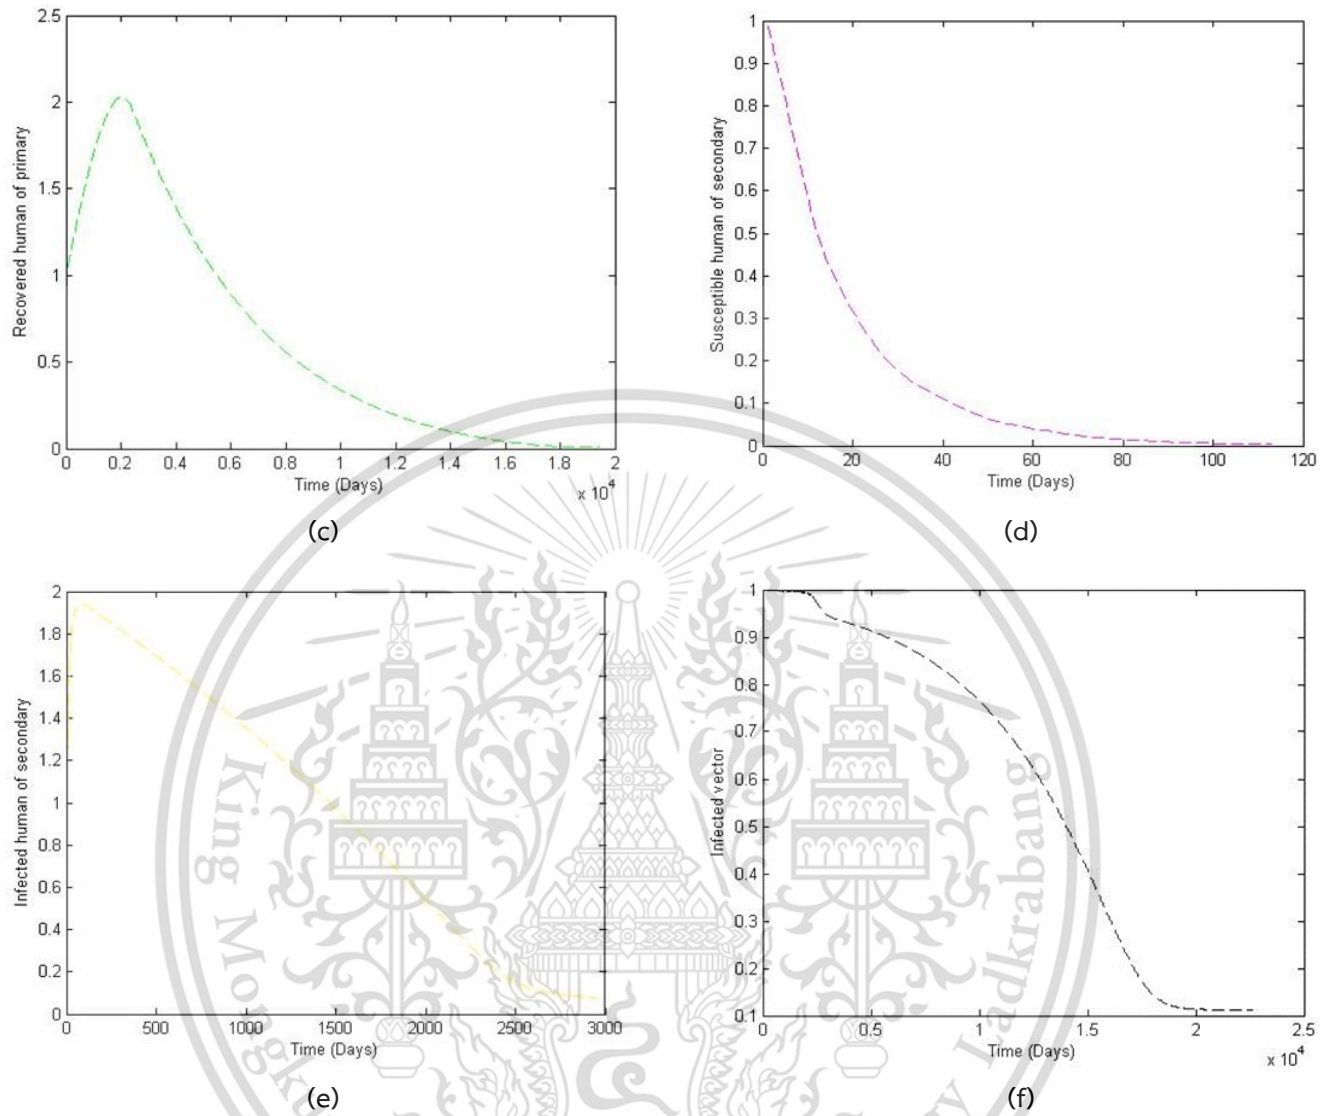 2.5
2
1.5
1
0.5
0
Recovered human of primary
0 0.2 0.4 0.6 0.8 1 1.2 1.4 1.6 1.8 2
Time (Days)
x 10^4
(c)
1
0.9
0.8
0.7
0.6
0.5
0.4
0.3
0.2
0.1
0
Susceptible human of secondary
0 20 40 60 80 100 120
Time (Days)
(d)
2
1.8
1.6
1.4
1.2
1
0.8
0.6
0.4
0.2
0
Infected human of secondary
0 500 1000 1500 2000 2500 3000
Time (Days)
(e)
1
0.9
0.8
0.7
0.6
0.5
0.4
0.3
0.2
0.1
Infected vector
0 0.5 1 1.5 2 2.5
Time (Days)
x 10^4
(f)
King Mongku
y Ladkrabang